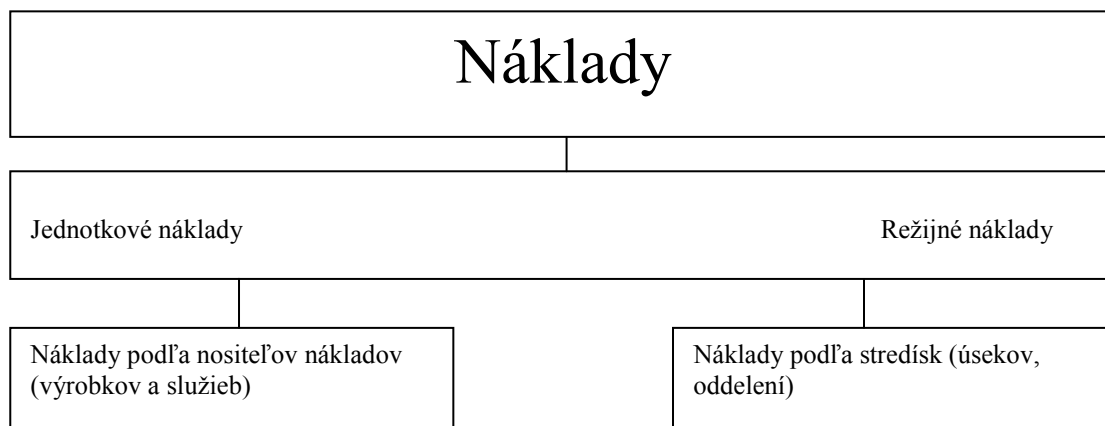 Náklady
Jednotkové náklady
Režijné náklady
Náklady podľa nositeľov nákladov
(výrobkov a služieb)
Náklady podľa stredísk (úsekov,
oddelení)